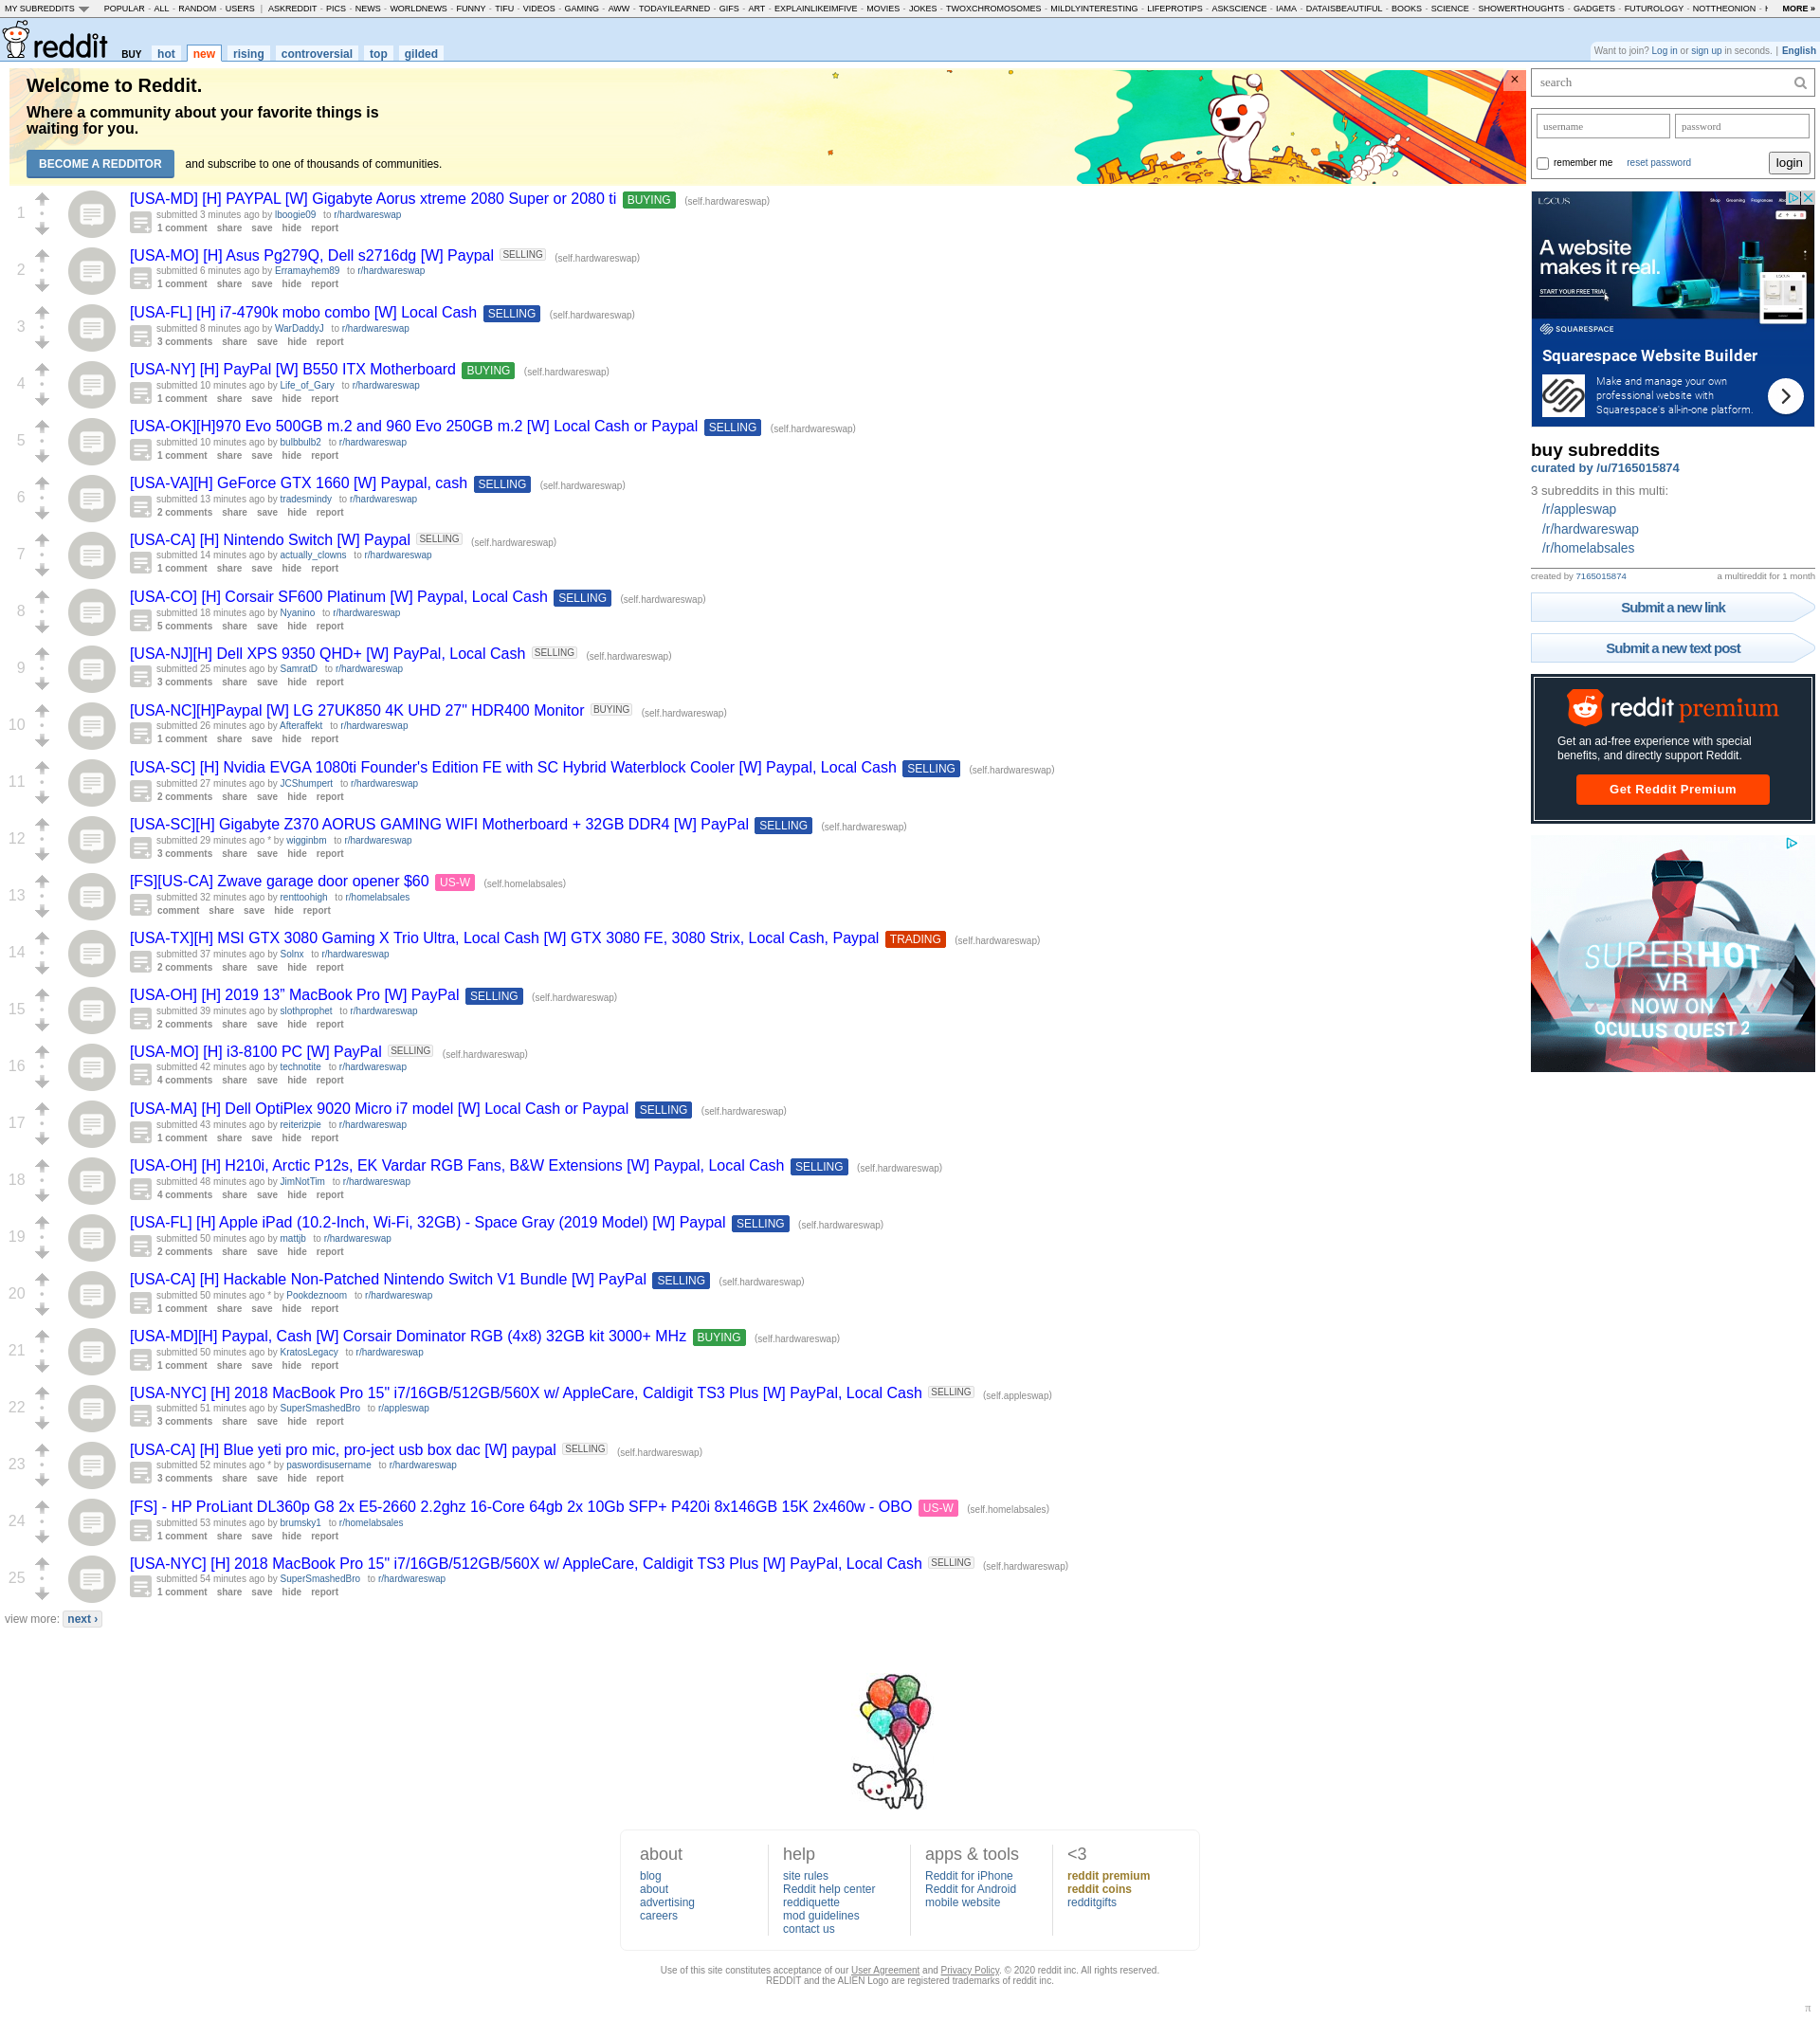 MY SUBREDDITS POPULAR - ALL - RANDOM - USERS | ASKREDDIT - PICS - NEWS - WORLDNEWS - FUNNY - TIFU - VIDEOS - GAMING - AWW - TODAYILEARNED - GIFS - ART - EXPLAINLIKEIMFIVE - MOVIES - JOKES - TWOXCHROMOSOMES - MILDLYINTERESTING - LIFEPROTIPS - ASKSCIENCE - IAMA - DATAISBEAUTIFUL - BOOKS - SCIENCE - SHOWERTHOUGHTS - GADGETS - FUTUROLOGY - NOTTHEONION - MORE »
reddit BUY hot new rising controversial top gilded
Want to join? Log in or sign up in seconds. | English
Welcome to Reddit.
Where a community about your favorite things is
waiting for you.
BECOME A REDDITOR and subscribe to one of thousands of communities.
×
1
[USA-MD] [H] PAYPAL [W] Gigabyte Aorus xtreme 2080 Super or 2080 ti BUYING (self.hardwareswap)
submitted 3 minutes ago by lboogie09 to r/hardwareswap
1 comment share save hide report
2
[USA-MO] [H] Asus Pg279Q, Dell s2716dg [W] Paypal SELLING (self.hardwareswap)
submitted 6 minutes ago by Erramayhem89 to r/hardwareswap
1 comment share save hide report
3
[USA-FL] [H] i7-4790k mobo combo [W] Local Cash SELLING (self.hardwareswap)
submitted 8 minutes ago by WarDaddyJ to r/hardwareswap
3 comments share save hide report
4
[USA-NY] [H] PayPal [W] B550 ITX Motherboard BUYING (self.hardwareswap)
submitted 10 minutes ago by Life_of_Gary to r/hardwareswap
1 comment share save hide report
5
[USA-OK][H]970 Evo 500GB m.2 and 960 Evo 250GB m.2 [W] Local Cash or Paypal SELLING (self.hardwareswap)
submitted 10 minutes ago by bulbbulb2 to r/hardwareswap
1 comment share save hide report
6
[USA-VA][H] GeForce GTX 1660 [W] Paypal, cash SELLING (self.hardwareswap)
submitted 13 minutes ago by tradesmindy to r/hardwareswap
2 comments share save hide report
7
[USA-CA] [H] Nintendo Switch [W] Paypal SELLING (self.hardwareswap)
submitted 14 minutes ago by actually_clowns to r/hardwareswap
1 comment share save hide report
8
[USA-CO] [H] Corsair SF600 Platinum [W] Paypal, Local Cash SELLING (self.hardwareswap)
submitted 18 minutes ago by Nyanino to r/hardwareswap
5 comments share save hide report
9
[USA-NJ][H] Dell XPS 9350 QHD+ [W] PayPal, Local Cash SELLING (self.hardwareswap)
submitted 25 minutes ago by SamratD to r/hardwareswap
3 comments share save hide report
10
[USA-NC][H]Paypal [W] LG 27UK850 4K UHD 27" HDR400 Monitor BUYING (self.hardwareswap)
submitted 26 minutes ago by Afteraffekt to r/hardwareswap
1 comment share save hide report
11
[USA-SC] [H] Nvidia EVGA 1080ti Founder's Edition FE with SC Hybrid Waterblock Cooler [W] Paypal, Local Cash SELLING (self.hardwareswap)
submitted 27 minutes ago by JCShumpert to r/hardwareswap
2 comments share save hide report
12
[USA-SC][H] Gigabyte Z370 AORUS GAMING WIFI Motherboard + 32GB DDR4 [W] PayPal SELLING (self.hardwareswap)
submitted 29 minutes ago * by wigginbm to r/hardwareswap
3 comments share save hide report
13
[FS][US-CA] Zwave garage door opener $60 US-W (self.homelabsales)
submitted 32 minutes ago by renttoohigh to r/homelabsales
comment share save hide report
14
[USA-TX][H] MSI GTX 3080 Gaming X Trio Ultra, Local Cash [W] GTX 3080 FE, 3080 Strix, Local Cash, Paypal TRADING (self.hardwareswap)
submitted 37 minutes ago by Solnx to r/hardwareswap
2 comments share save hide report
15
[USA-OH] [H] 2019 13” MacBook Pro [W] PayPal SELLING (self.hardwareswap)
submitted 39 minutes ago by slothprophet to r/hardwareswap
2 comments share save hide report
16
[USA-MO] [H] i3-8100 PC [W] PayPal SELLING (self.hardwareswap)
submitted 42 minutes ago by technotite to r/hardwareswap
4 comments share save hide report
17
[USA-MA] [H] Dell OptiPlex 9020 Micro i7 model [W] Local Cash or Paypal SELLING (self.hardwareswap)
submitted 43 minutes ago by reiterizpie to r/hardwareswap
1 comment share save hide report
18
[USA-OH] [H] H210i, Arctic P12s, EK Vardar RGB Fans, B&W Extensions [W] Paypal, Local Cash SELLING (self.hardwareswap)
submitted 48 minutes ago by JimNotTim to r/hardwareswap
4 comments share save hide report
19
[USA-FL] [H] Apple iPad (10.2-Inch, Wi-Fi, 32GB) - Space Gray (2019 Model) [W] Paypal SELLING (self.hardwareswap)
submitted 50 minutes ago by mattjb to r/hardwareswap
2 comments share save hide report
20
[USA-CA] [H] Hackable Non-Patched Nintendo Switch V1 Bundle [W] PayPal SELLING (self.hardwareswap)
submitted 50 minutes ago * by Pookdeznoom to r/hardwareswap
1 comment share save hide report
21
[USA-MD][H] Paypal, Cash [W] Corsair Dominator RGB (4x8) 32GB kit 3000+ MHz BUYING (self.hardwareswap)
submitted 50 minutes ago by KratosLegacy to r/hardwareswap
1 comment share save hide report
22
[USA-NYC] [H] 2018 MacBook Pro 15" i7/16GB/512GB/560X w/ AppleCare, Caldigit TS3 Plus [W] PayPal, Local Cash SELLING (self.appleswap)
submitted 51 minutes ago by SuperSmashedBro to r/appleswap
3 comments share save hide report
23
[USA-CA] [H] Blue yeti pro mic, pro-ject usb box dac [W] paypal SELLING (self.hardwareswap)
submitted 52 minutes ago * by paswordisusername to r/hardwareswap
3 comments share save hide report
24
[FS] - HP ProLiant DL360p G8 2x E5-2660 2.2ghz 16-Core 64gb 2x 10Gb SFP+ P420i 8x146GB 15K 2x460w - OBO US-W (self.homelabsales)
submitted 53 minutes ago by brumsky1 to r/homelabsales
1 comment share save hide report
25
[USA-NYC] [H] 2018 MacBook Pro 15" i7/16GB/512GB/560X w/ AppleCare, Caldigit TS3 Plus [W] PayPal, Local Cash SELLING (self.hardwareswap)
submitted 54 minutes ago by SuperSmashedBro to r/hardwareswap
1 comment share save hide report
view more: next ›
search
username password
remember me reset password login
LOCUS
A website
makes it real.
START YOUR FREE TRIAL
SQUARESPACE
Squarespace Website Builder
Make and manage your own
professional website with
Squarespace's all-in-one platform.
buy subreddits
curated by /u/7165015874
3 subreddits in this multi:
/r/appleswap
/r/hardwareswap
/r/homelabsales
created by 7165015874 a multireddit for 1 month
Submit a new link
Submit a new text post
reddit premium
Get an ad-free experience with special
benefits, and directly support Reddit.
Get Reddit Premium
SUPERHOT
VR
NOW ON
OCULUS QUEST 2
about
blog
about
advertising
careers
help
site rules
Reddit help center
reddiquette
mod guidelines
contact us
apps & tools
Reddit for iPhone
Reddit for Android
mobile website
<3
reddit premium
reddit coins
redditgifts
Use of this site constitutes acceptance of our User Agreement and Privacy Policy. © 2020 reddit inc. All rights reserved.
REDDIT and the ALIEN Logo are registered trademarks of reddit inc.
π